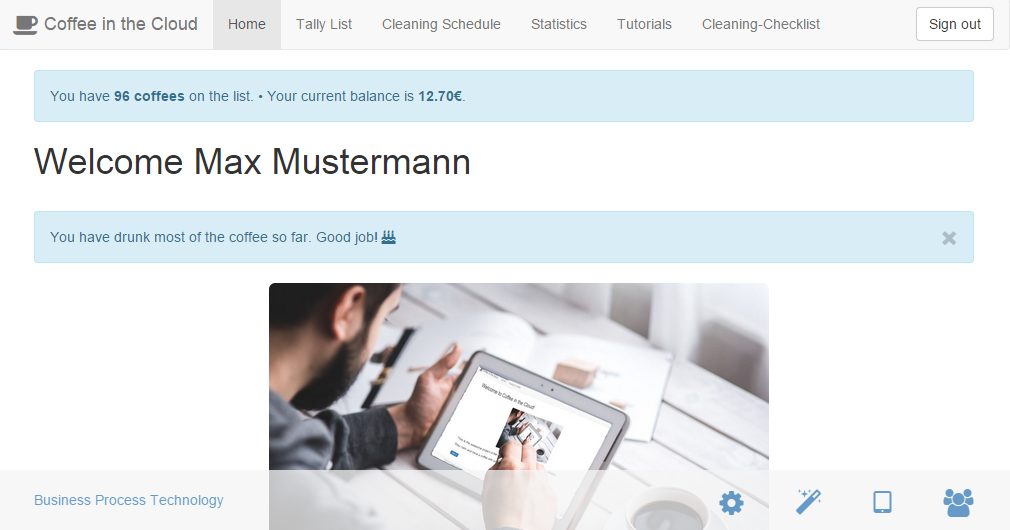 Coffee in the Cloud Home Tally List Cleaning Schedule Statistics Tutorials Cleaning-Checklist Sign out
You have 96 coffees on the list. • Your current balance is 12.70€.
Welcome Max Mustermann
You have drunk most of the coffee so far. Good job!
Welcome to Coffee in the Cloud!
Business Process Technology